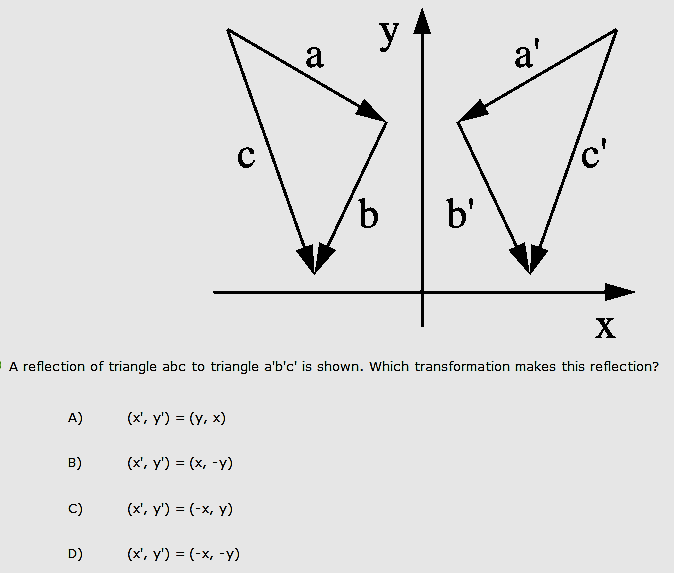 y
a
a'
c
c'
b
b'
x
A reflection of triangle abc to triangle a'b'c' is shown. Which transformation makes this reflection?
A) (x', y') = (y, x)
B) (x', y') = (x, -y)
C) (x', y') = (-x, y)
D) (x', y') = (-x, -y)